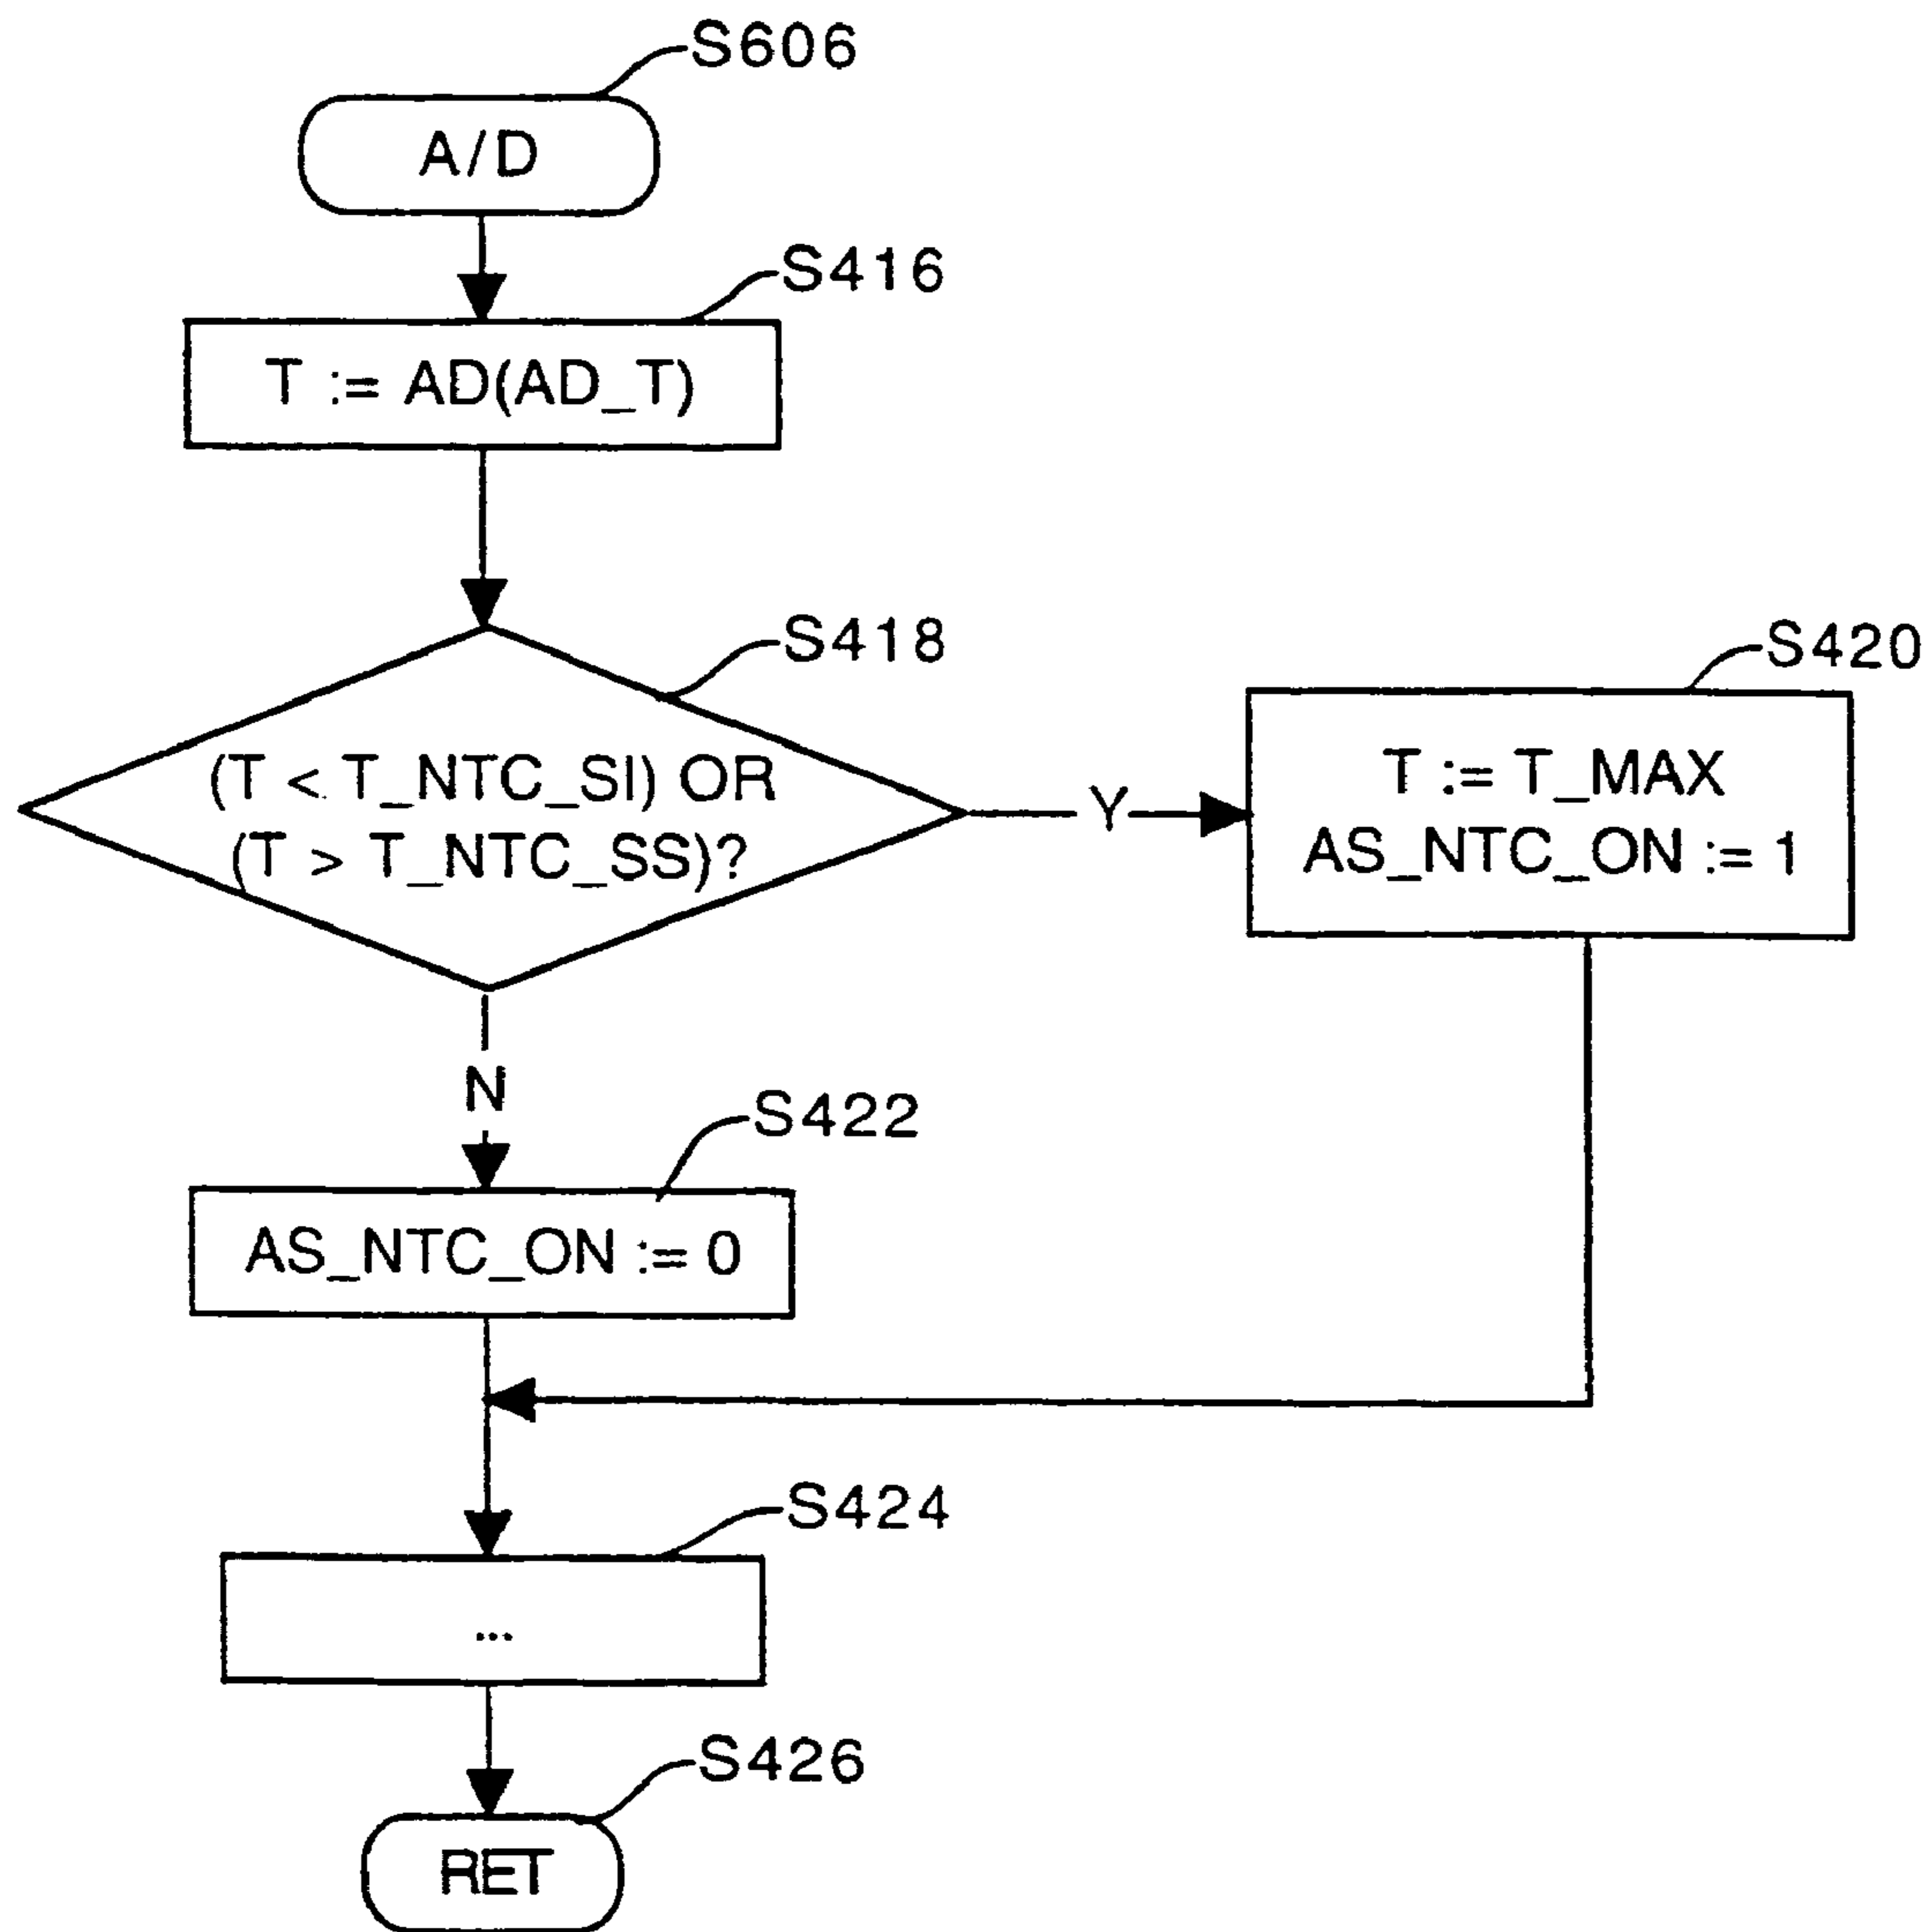 S606
A/D
S416
T := AD(AD_T)
S418
(T < T_NTC_SI) OR
(T > T_NTC_SS)?
Y
S420
T := T_MAX
AS_NTC_ON := 1
N
S422
AS_NTC_ON := 0
S424
...
S426
RET